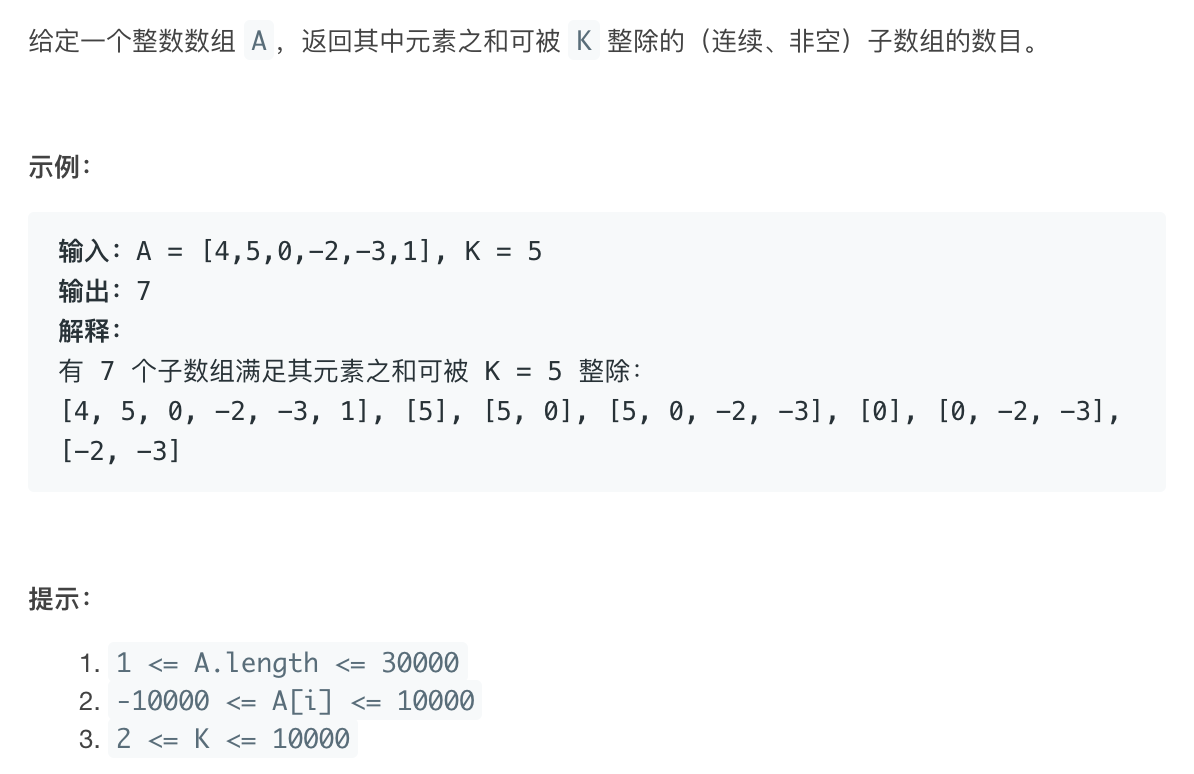 给定一个整数数组 A，返回其中元素之和可被 K 整除的（连续、非空）子数组的数目。
示例：
输入：A = [4,5,0,-2,-3,1], K = 5
输出：7
解释：
有 7 个子数组满足其元素之和可被 K = 5 整除：
[4, 5, 0, -2, -3, 1], [5], [5, 0], [5, 0, -2, -3], [0], [0, -2, -3],
[-2, -3]
提示：
1. 1 <= A.length <= 30000
2. -10000 <= A[i] <= 10000
3. 2 <= K <= 10000